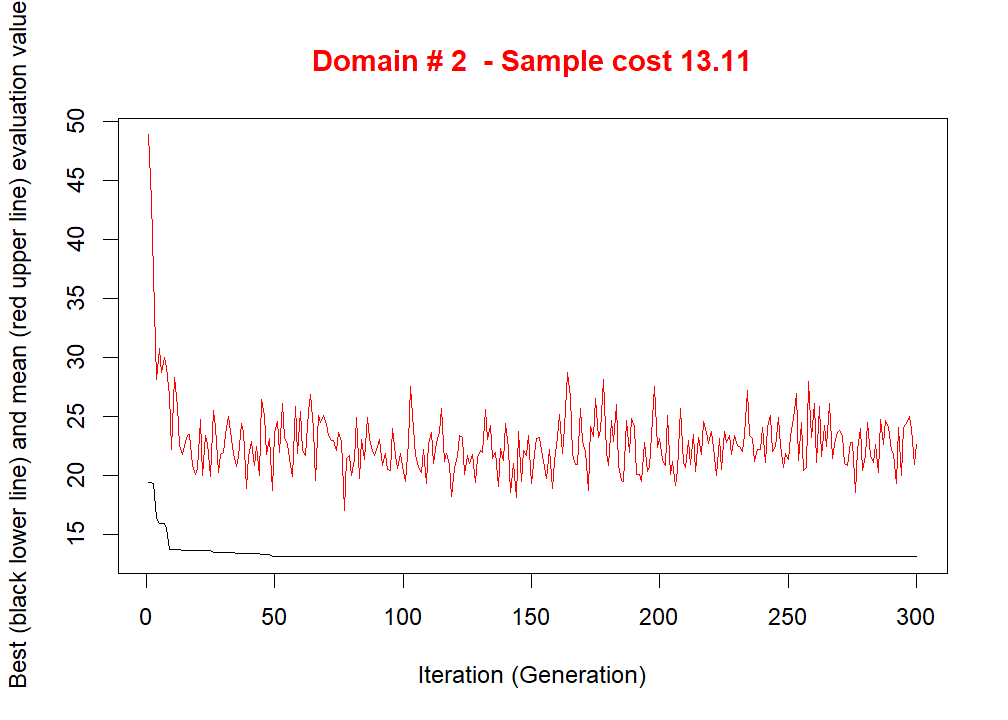 Domain # 2  - Sample cost 13.11
Best (black lower line) and mean (red upper line) evaluation value
50
45
40
35
30
25
20
15
0 50 100 150 200 250 300
Iteration (Generation)